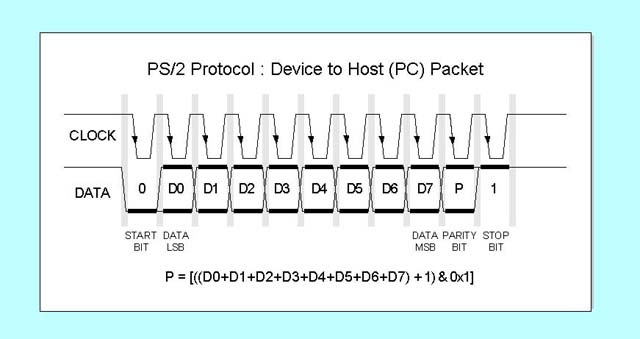 PS/2 Protocol : Device to Host (PC) Packet
CLOCK
DATA
0 D0 D1 D2 D3 D4 D5 D6 D7 P 1
START BIT
DATA LSB
DATA MSB
PARITY BIT
STOP BIT
P = [((D0+D1+D2+D3+D4+D5+D6+D7) + 1) & 0x1]